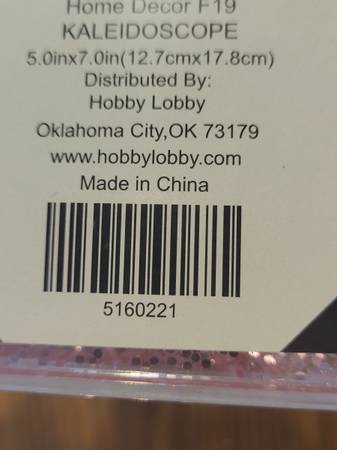 Home Decor F19
KALEIDOSCOPE
5.0inx7.0in(12.7cmx17.8cm)
Distributed By:
Hobby Lobby
Oklahoma City,OK 73179
www.hobbylobby.com
Made in China
5160221